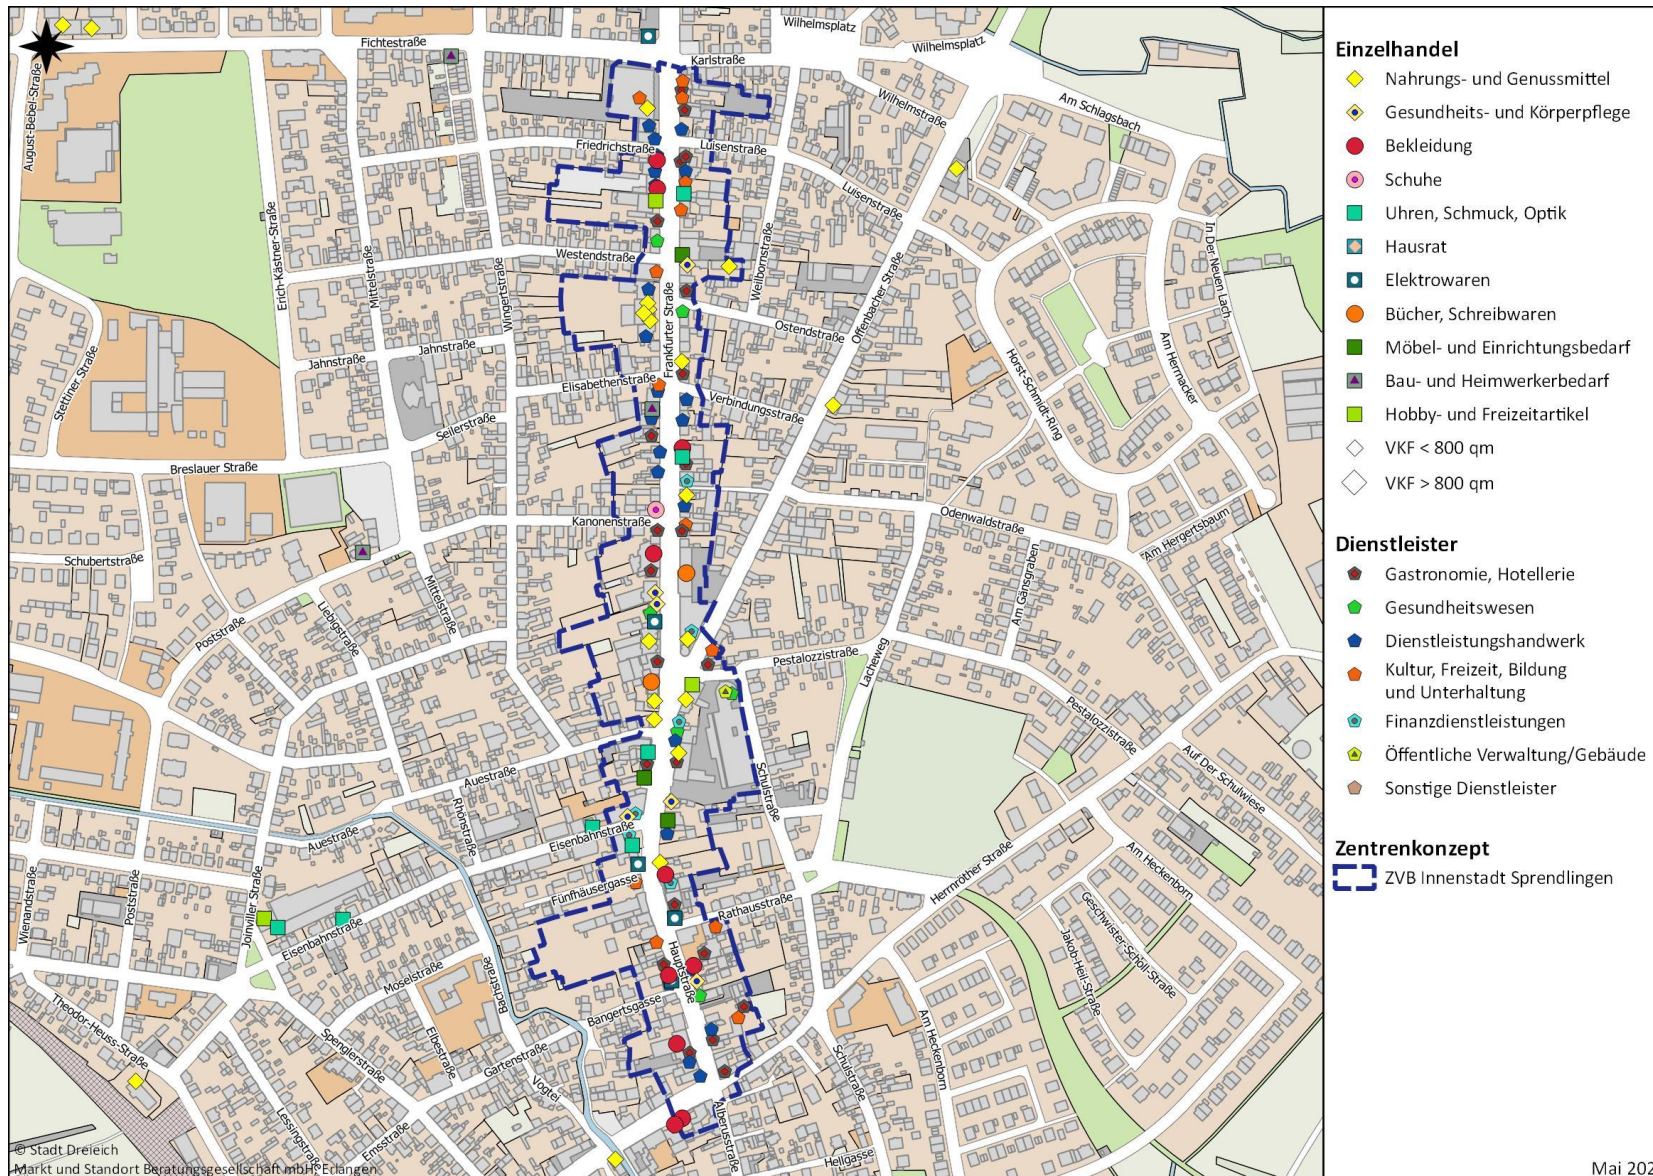 Wilhelmsplatz
Wilhelmsplatz
Fichtestraße
Karlstraße
August-Bebel-Straße
Wilhelmstraße
Am Schlagsbach
Friedrichstraße
Luisenstraße
Luisenstraße
Erich-Kästner-Straße
Mittelstraße
Wingertstraße
Westendstraße
Weilbornstraße
In Der Neuen Lach
Frankfurter Straße
Offenbacher Straße
Ostendstraße
Stettiner Straße
Jahnstraße
Jahnstraße
Elisabethenstraße
Verbindungsstraße
Horst-Schmidt-Ring
Am Herrnacker
Seilerstraße
Breslauer Straße
Kanonenstraße
Odenwaldstraße
Am Hergertsbaum
Schubertstraße
Am Gänsgraben
Mittelstraße
Liebigstraße
Poststraße
Pestalozzistraße
Lacheweg
Pestalozzistraße
Auf Der Schulwiese
Auestraße
Schulstraße
Rhönstraße
Auestraße
Eisenbahnstraße
Herrnröther Straße
Am Heckenborn
Wienandstraße
Poststraße
Joinviller Straße
Fünfhäusergasse
Rathausstraße
Geschwister-Scholl-Straße
Eisenbahnstraße
Jakob-Heil-Straße
Hauptstraße
Moselstraße
Bachstraße
Bangertsgasse
Theodor-Heuss-Straße
Spenglerstraße
Elbestraße
Gartenstraße
Am Heckenborn
Schulstraße
Vogtei
Lessingstraße
Emsstraße
Alberusstraße
Hellgasse
© Stadt Dreieich
Markt und Standort Beratungsgesellschaft mbH, Erlangen
Einzelhandel
Nahrungs- und Genussmittel
Gesundheits- und Körperpflege
Bekleidung
Schuhe
Uhren, Schmuck, Optik
Hausrat
Elektrowaren
Bücher, Schreibwaren
Möbel- und Einrichtungsbedarf
Bau- und Heimwerkerbedarf
Hobby- und Freizeitartikel
VKF < 800 qm
VKF > 800 qm
Dienstleister
Gastronomie, Hotellerie
Gesundheitswesen
Dienstleistungshandwerk
Kultur, Freizeit, Bildung
und Unterhaltung
Finanzdienstleistungen
Öffentliche Verwaltung/Gebäude
Sonstige Dienstleister
Zentrenkonzept
ZVB Innenstadt Sprendlingen
Mai 202